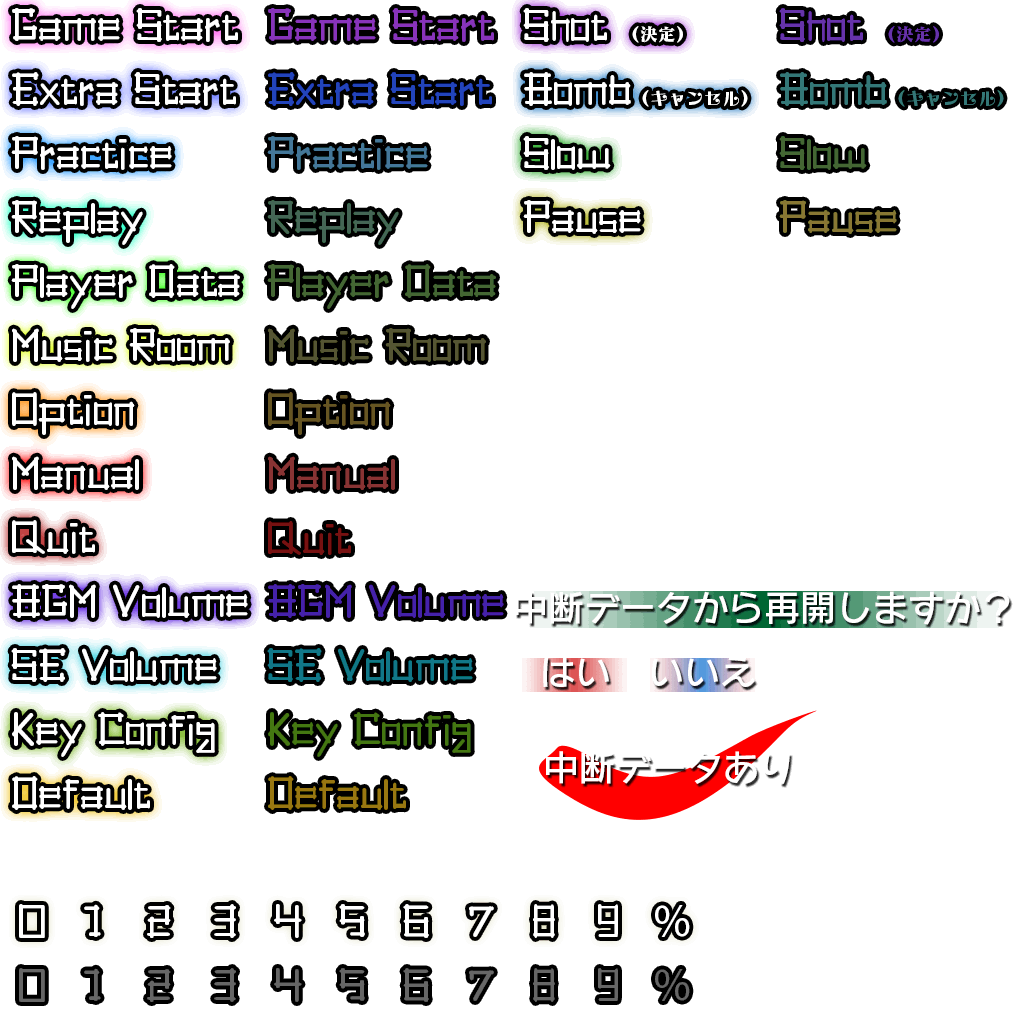 Game Start Game Start Shot (決定) Shot (決定)
Extra Start Extra Start Bomb (キャンセル) Bomb (キャンセル)
Practice Practice Slow Slow
Replay Replay Pause Pause
Player Data Player Data
Music Room Music Room
Option Option
Manual Manual
Quit Quit
BGM Volume BGM Volume 中断データから再開しますか？
SE Volume SE Volume はい いいえ
Key Config Key Config
Default Default 中断データあり
0 1 2 3 4 5 6 7 8 9 %
0 1 2 3 4 5 6 7 8 9 %